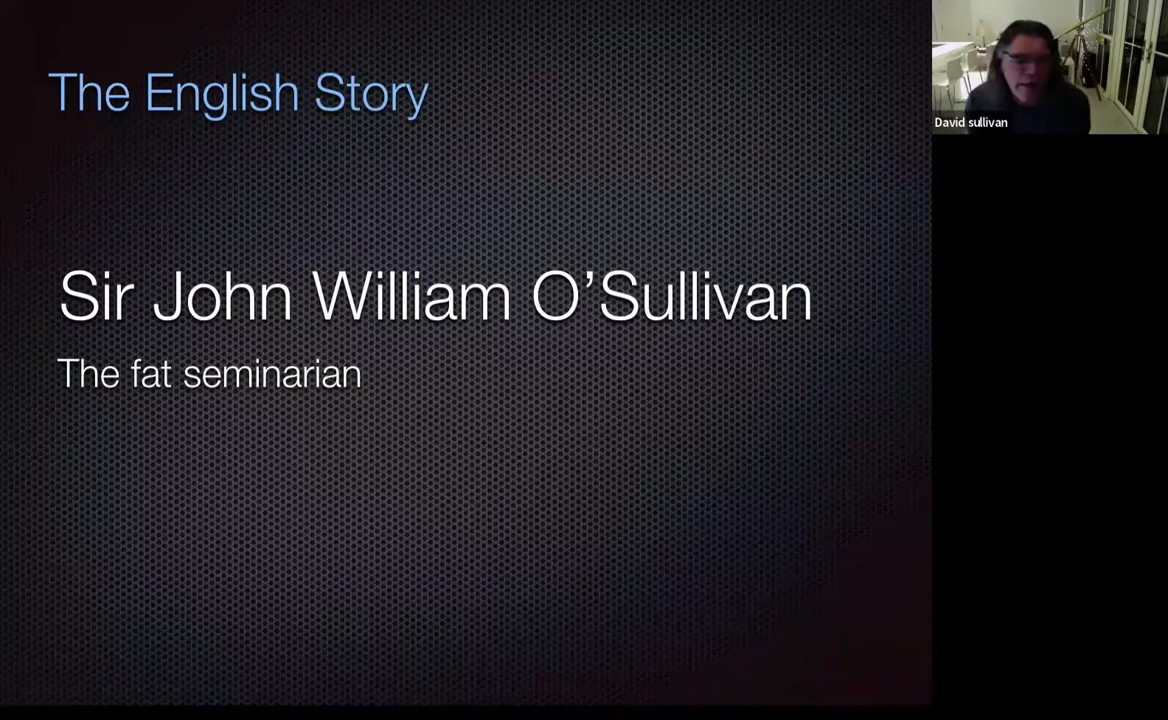 The English Story
Sir John William O’Sullivan
The fat seminarian
David sullivan